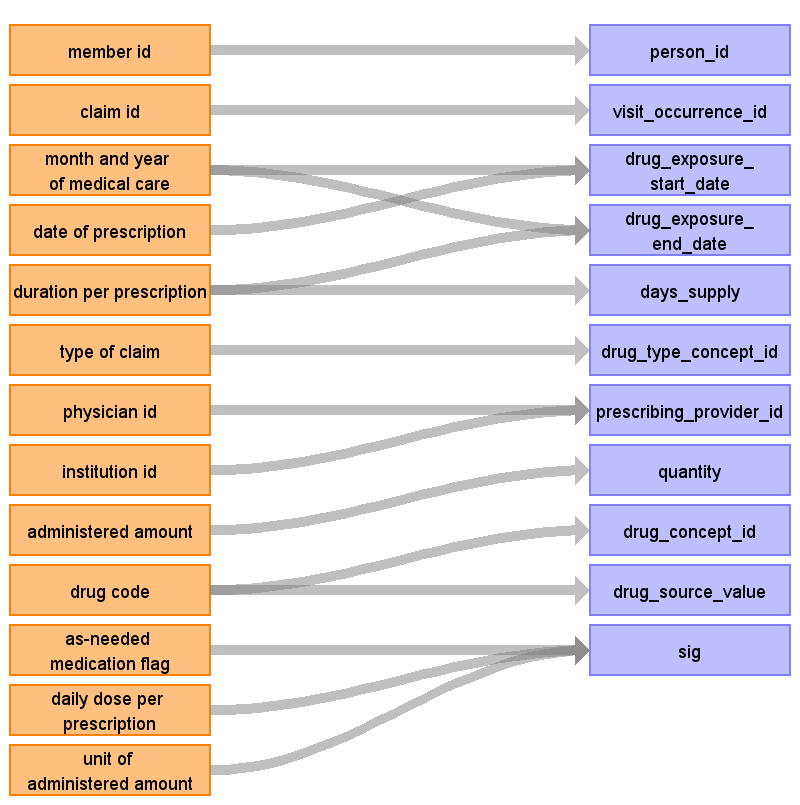 member id
person_id
claim id
visit_occurrence_id
month and year
of medical care
drug_exposure_
start_date
date of prescription
drug_exposure_
end_date
duration per prescription
days_supply
type of claim
drug_type_concept_id
physician id
prescribing_provider_id
institution id
quantity
administered amount
drug_concept_id
drug code
drug_source_value
as-needed
medication flag
sig
daily dose per
prescription
unit of
administered amount